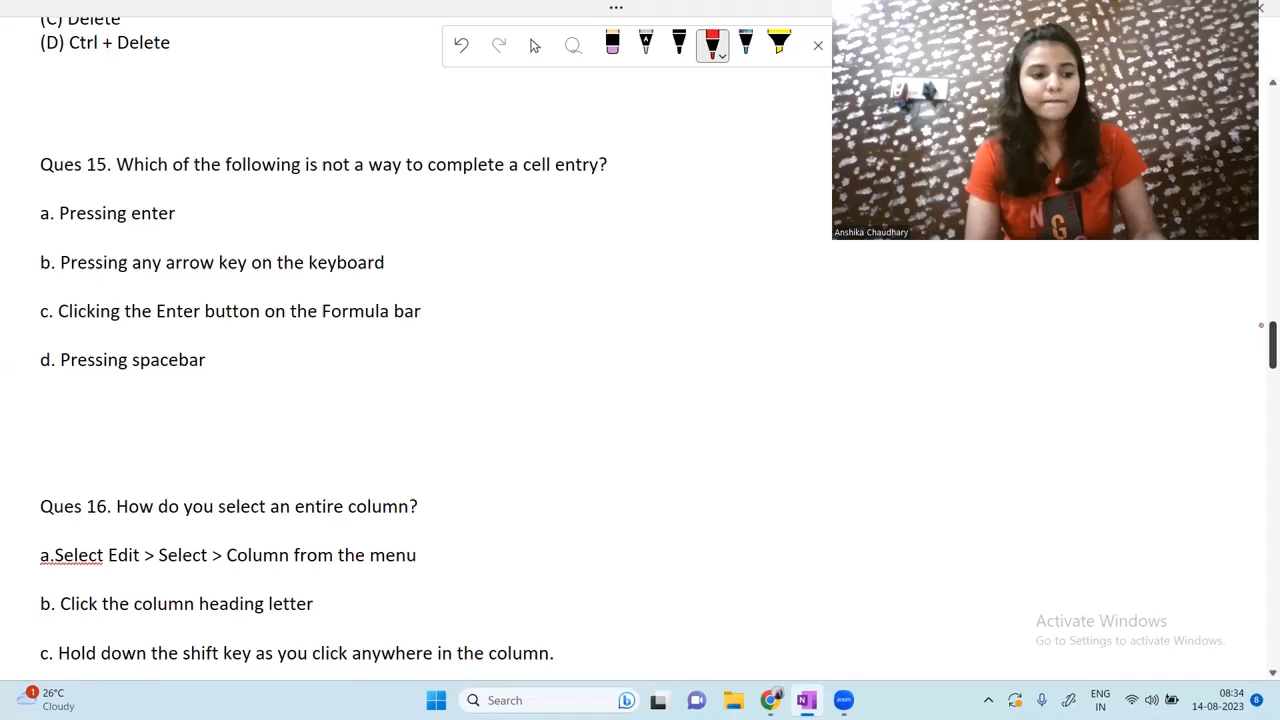 (C) Delete
(D) Ctrl + Delete
Ques 15. Which of the following is not a way to complete a cell entry?
a. Pressing enter
b. Pressing any arrow key on the keyboard
c. Clicking the Enter button on the Formula bar
d. Pressing spacebar
Ques 16. How do you select an entire column?
a.Select Edit > Select > Column from the menu
b. Click the column heading letter
c. Hold down the shift key as you click anywhere in the column.
N G
G
Anshika Chaudhary
Activate Windows
Go to Settings to activate Windows.
1
26°C
Cloudy
Search
zoom
ENG
IN
08:34
14-08-2023
8